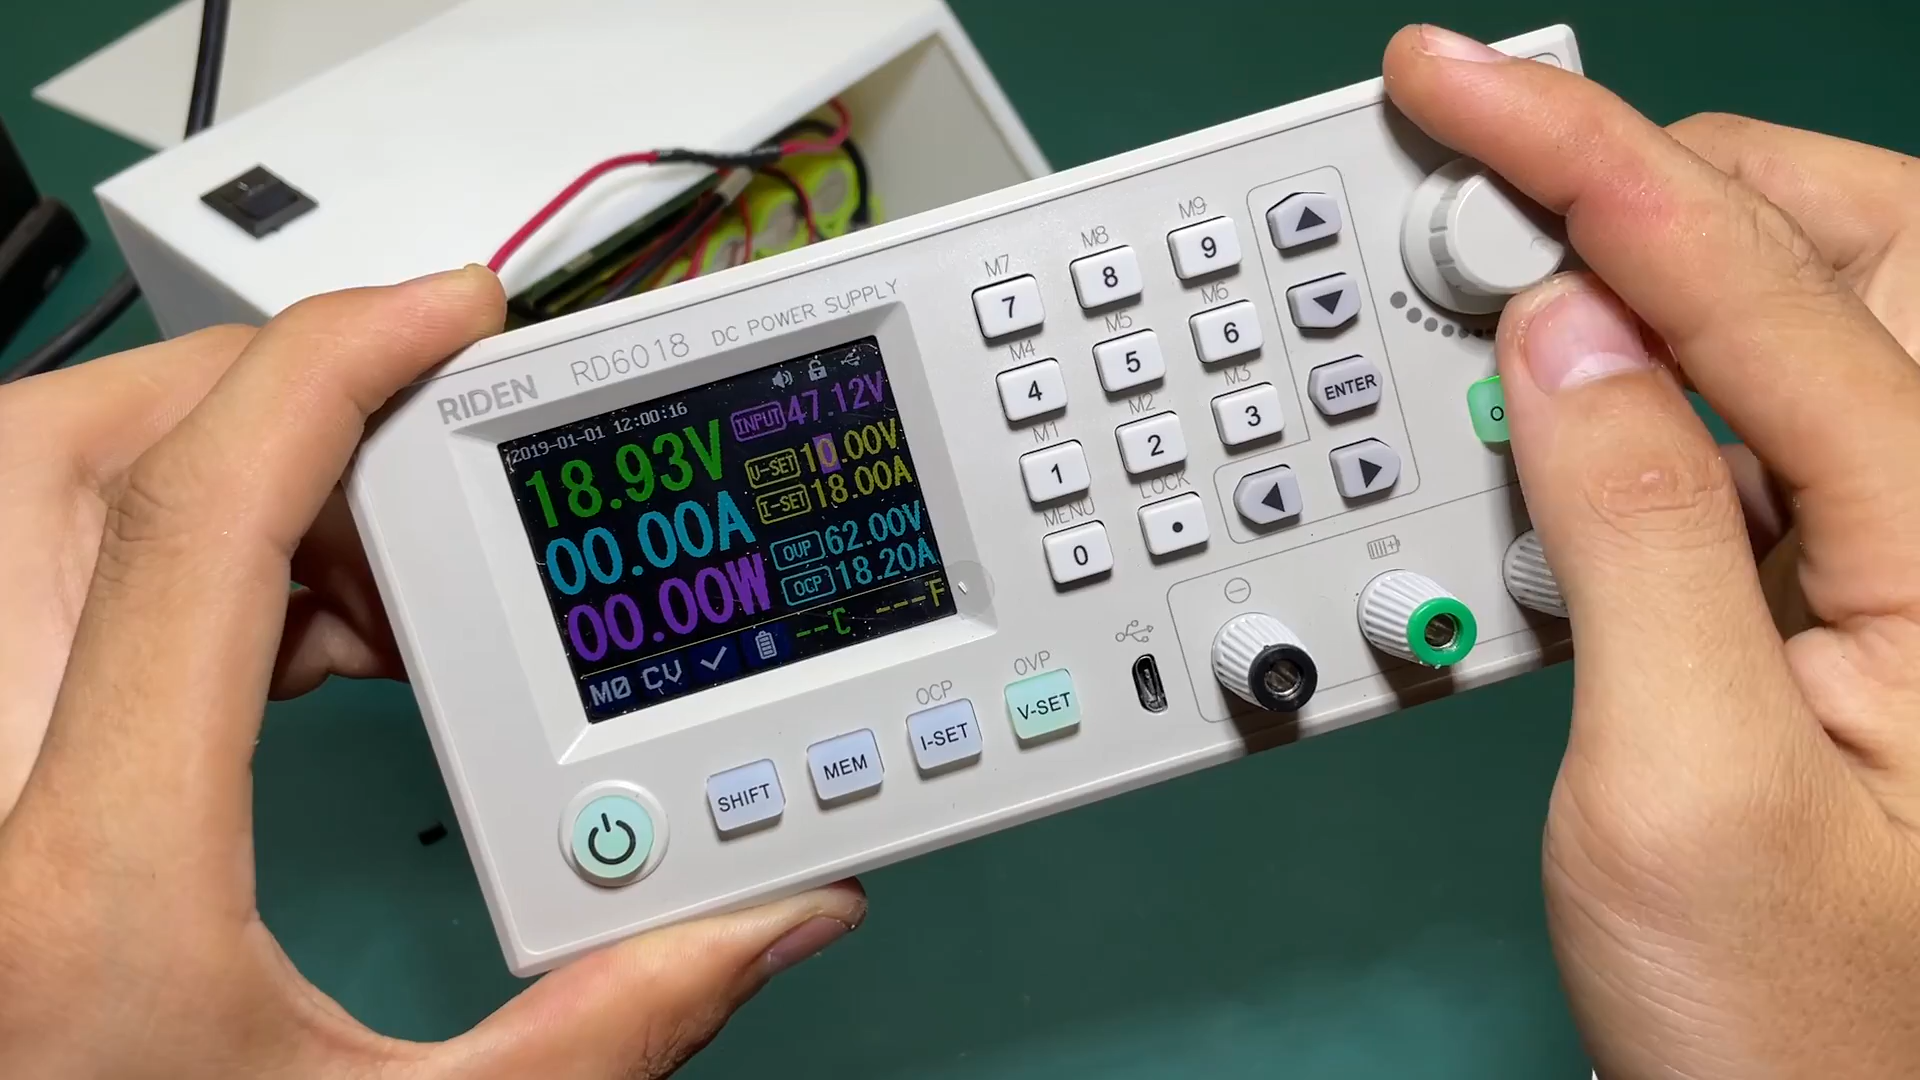 RIDEN RD6018 DC POWER SUPPLY
2019-01-01 12:00:16
INPUT 47.12V
18.93V
U-SET 10.00V
I-SET 18.00A
00.00A
OVP 62.00V
OCP 18.20A
00.00W
--°C ---°F
M0 CV
M7 M8 M9
7 8 9
M4 M5 M6
4 5 6
M1 M2 M3
1 2 3
MENU LOCK
0 •
ENTER
OCP OVP
SHIFT MEM I-SET V-SET